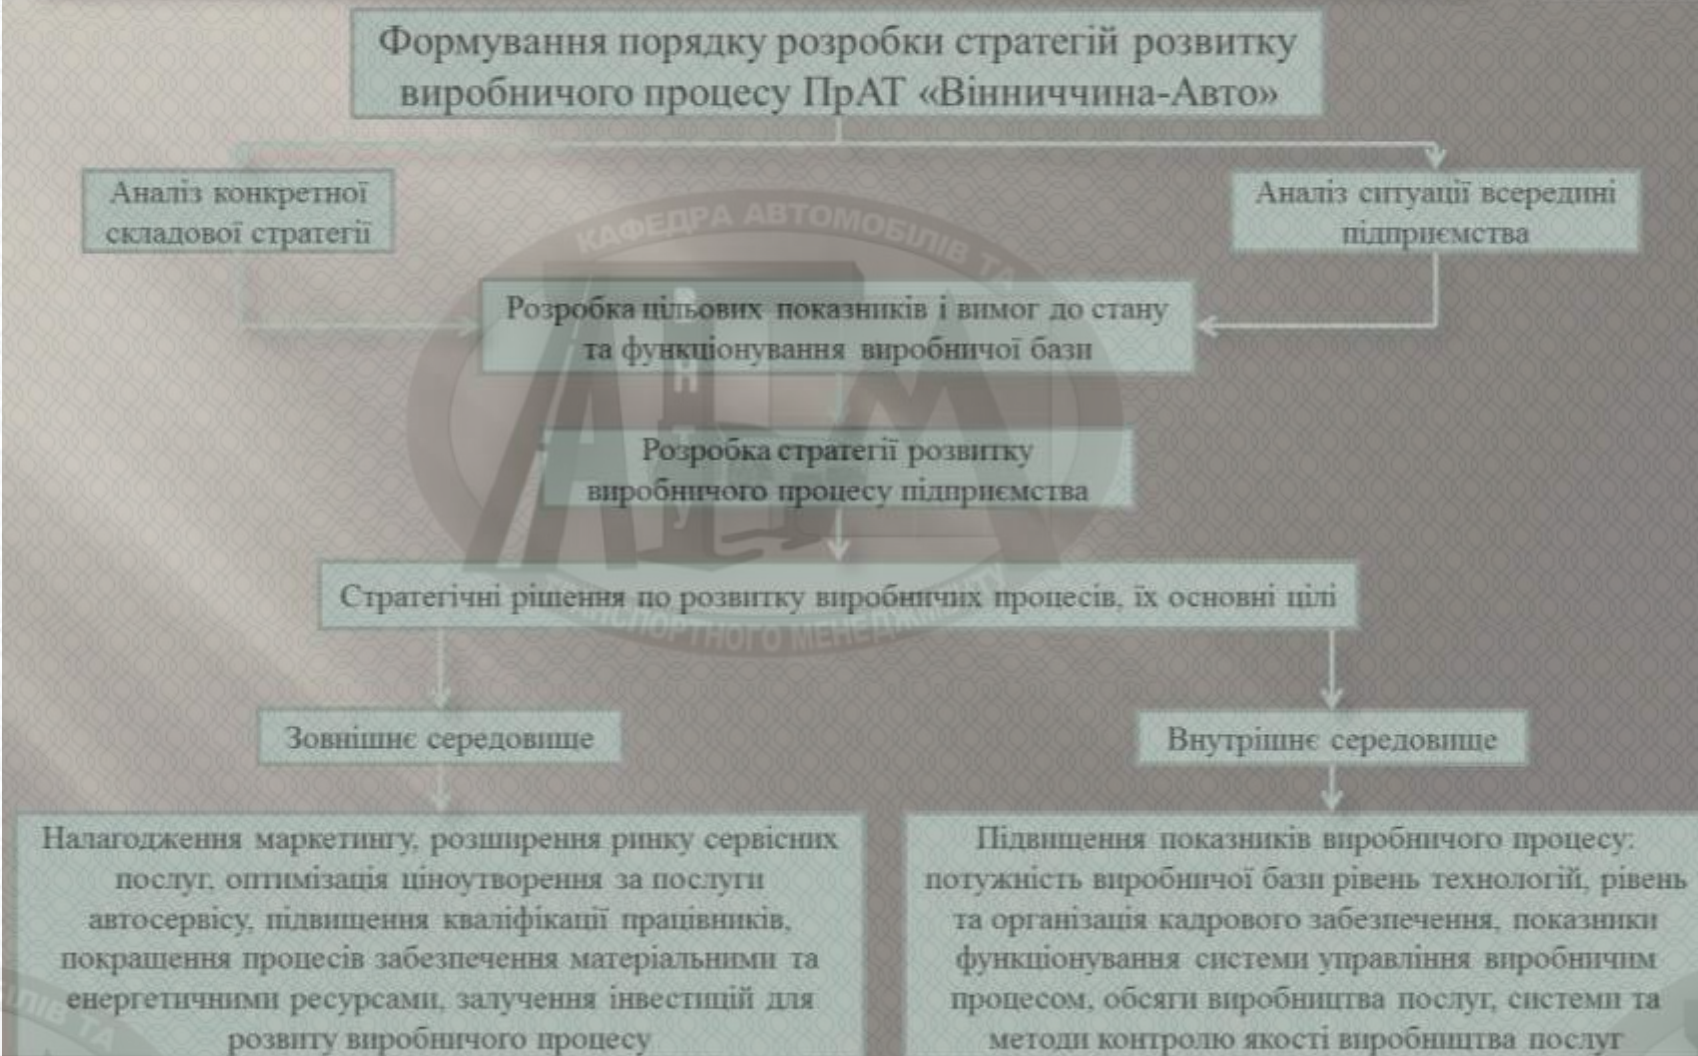 Формування порядку розробки стратегій розвитку
виробничого процесу ПрАТ «Вінниччина-Авто»
Аналіз конкретної
складової стратегії
Аналіз ситуації всередині
підприємства
КАФЕДРА АВТОМОБІЛІВ ТА
В
Н
Т
У
Розробка цільових показників і вимог до стану
та функціонування виробничої бази
Розробка стратегії розвитку
виробничого процесу підприємства
Стратегічні рішення по розвитку виробничих процесів, їх основні цілі
ТРАНСПОРТНОГО МЕНЕДЖМЕНТУ
Зовнішнє середовище
Внутрішнє середовище
Налагодження маркетингу, розширення ринку сервісних
послуг, оптимізація ціноутворення за послуги
автосервісу, підвищення кваліфікації працівників,
покращення процесів забезпечення матеріальними та
енергетичними ресурсами, залучення інвестицій для
розвиту виробничого процесу
Підвищення показників виробничого процесу:
потужність виробничої бази рівень технологій, рівень
та організація кадрового забезпечення, показники
функціонування системи управління виробничим
процесом, обсяги виробництва послуг, системи та
методи контролю якості виробництва послуг